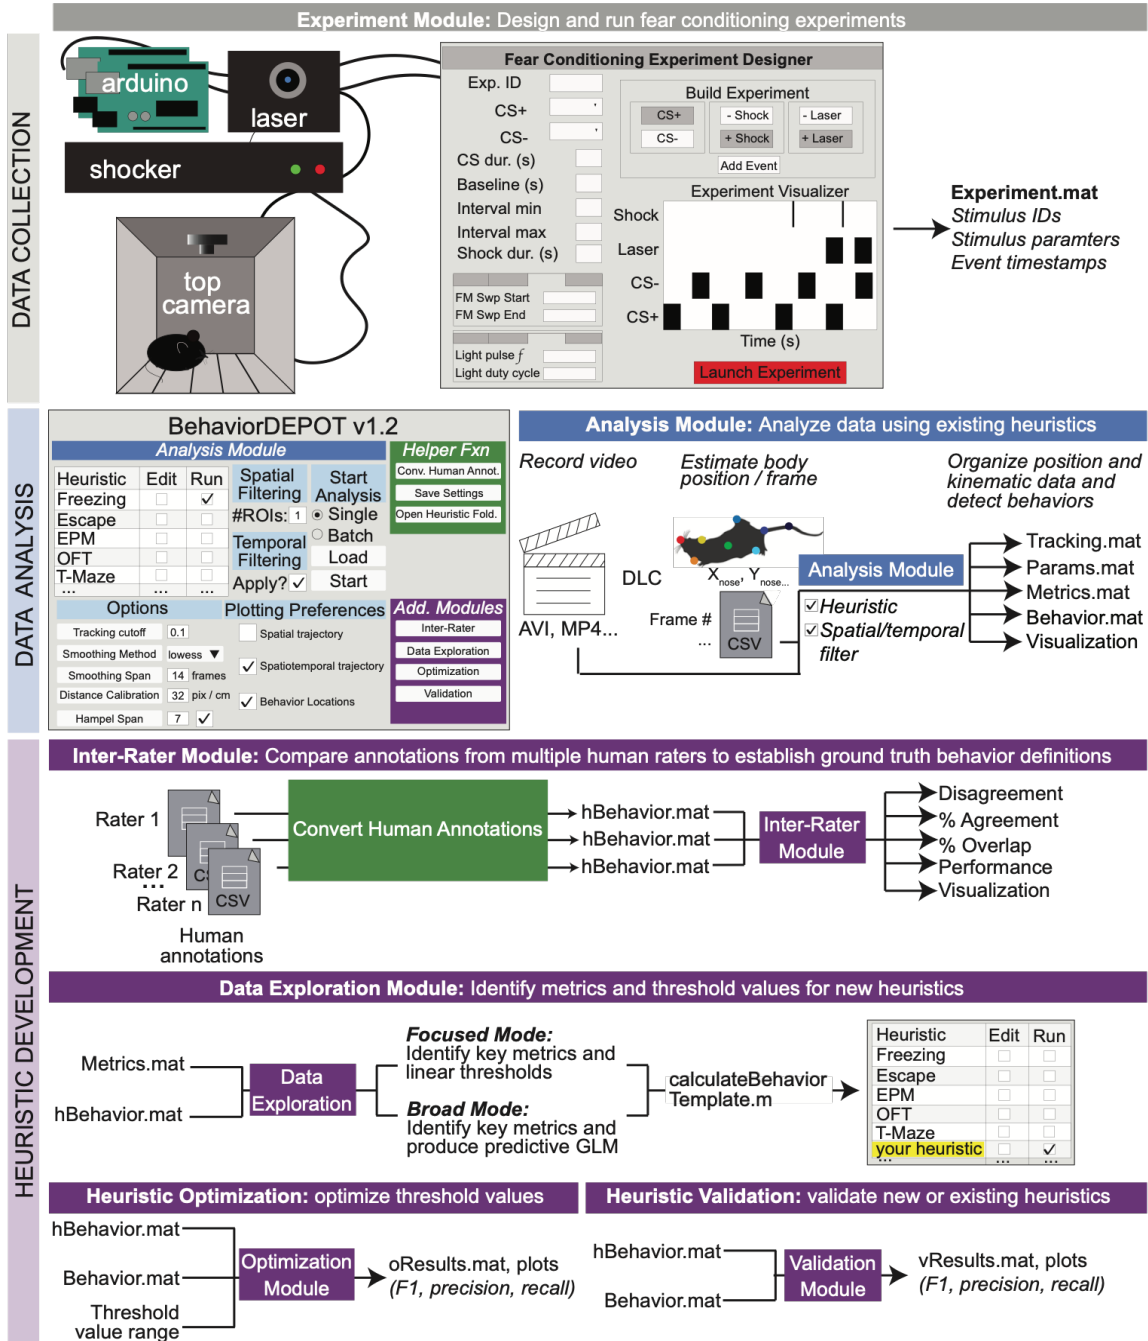 Experiment Module: Design and run fear conditioning experiments
DATA COLLECTION
arduino
laser
shocker
top
camera
Fear Conditioning Experiment Designer
Exp. ID
CS+
CS-
CS dur. (s)
Baseline (s)
Interval min
Interval max
Shock dur. (s)
FM Swp Start
FM Swp End
Light pulse f
Light duty cycle
Build Experiment
CS+
- Shock
- Laser
CS-
+ Shock
+ Laser
Add Event
Experiment Visualizer
Shock
Laser
CS-
CS+
Time (s)
Launch Experiment
Experiment.mat
Stimulus IDs
Stimulus paramters
Event timestamps
DATA ANALYSIS
BehaviorDEPOT v1.2
Analysis Module
Heuristic Edit Run
Freezing
Escape
EPM
OFT
T-Maze
... ... ...
Spatial
Filtering
#ROIs: 1
Temporal
Filtering
Apply?
Start
Analysis
Single
Batch
Load
Start
Helper Fxn
Conv. Human Annot.
Save Settings
Open Heuristic Fold.
Options
Tracking cutoff 0.1
Smoothing Method lowess ▼
Smoothing Span 14 frames
Distance Calibration 32 pix / cm
Hampel Span 7
Plotting Preferences
Spatial trajectory
Spatiotemporal trajectory
Behavior Locations
Add. Modules
Inter-Rater
Data Exploration
Optimization
Validation
Analysis Module: Analyze data using existing heuristics
Record video
AVI, MP4...
Estimate body
position / frame
DLC
Xnose, Ynose...
Frame #
...
CSV
Organize position and
kinematic data and
detect behaviors
Analysis Module
Heuristic
Spatial/temporal
filter
Tracking.mat
Params.mat
Metrics.mat
Behavior.mat
Visualization
HEURISTIC DEVELOPMENT
Inter-Rater Module: Compare annotations from multiple human raters to establish ground truth behavior definitions
Rater 1
Rater 2
...
Rater n
CS
CSV
Human
annotations
Convert Human Annotations
hBehavior.mat
hBehavior.mat
hBehavior.mat
Inter-Rater
Module
Disagreement
% Agreement
% Overlap
Performance
Visualization
Data Exploration Module: Identify metrics and threshold values for new heuristics
Metrics.mat
hBehavior.mat
Data
Exploration
Focused Mode:
Identify key metrics and
linear thresholds
Broad Mode:
Identify key metrics and
produce predictive GLM
calculateBehavior
Template.m
Heuristic Edit Run
Freezing
Escape
EPM
OFT
T-Maze
your heuristic
... ... ...
Heuristic Optimization: optimize threshold values
hBehavior.mat
Behavior.mat
Threshold
value range
Optimization
Module
oResults.mat, plots
(F1, precision, recall)
Heuristic Validation: validate new or existing heuristics
hBehavior.mat
Behavior.mat
Validation
Module
vResults.mat, plots
(F1, precision, recall)